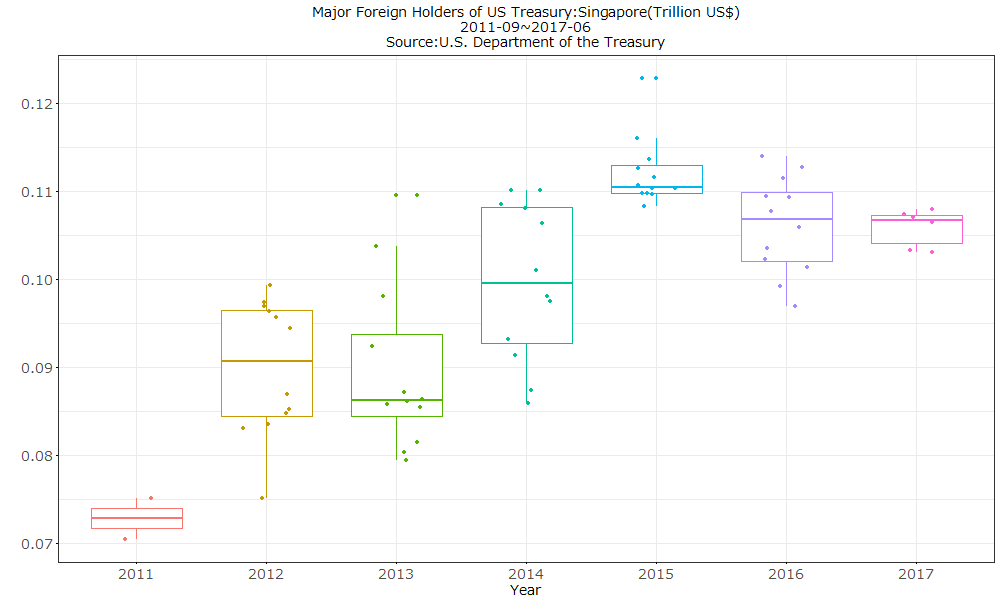 Major Foreign Holders of US Treasury:Singapore(Trillion US$)
2011-09~2017-06
Source:U.S. Department of the Treasury
0.12
0.11
0.10
0.09
0.08
0.07
2011 2012 2013 2014 2015 2016 2017
Year